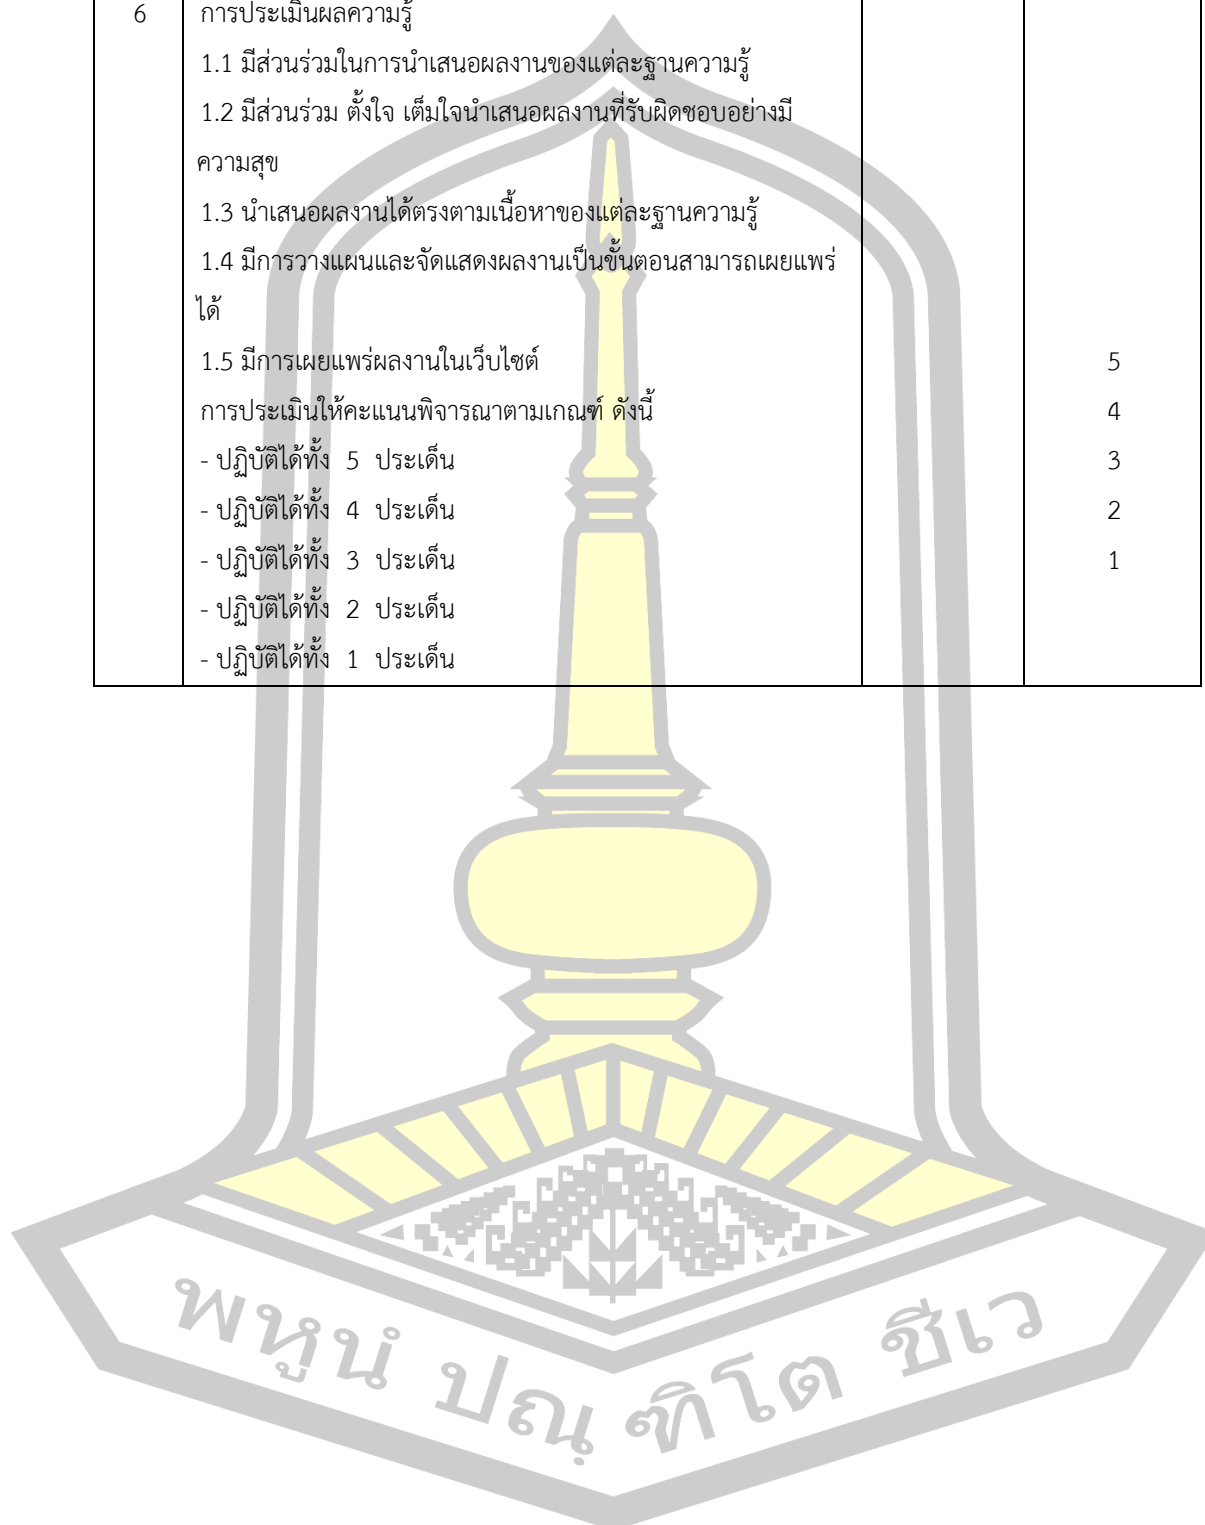 6 การประเมินผลความรู้
1.1 มีส่วนร่วมในการนำเสนอผลงานของแต่ละฐานความรู้
1.2 มีส่วนร่วม ตั้งใจ เต็มใจนำเสนอผลงานที่รับผิดชอบอย่างมี
ความสุข
1.3 นำเสนอผลงานได้ตรงตามเนื้อหาของแต่ละฐานความรู้
1.4 มีการวางแผนและจัดแสดงผลงานเป็นขั้นตอนสามารถเผยแพร่
ได้
1.5 มีการเผยแพร่ผลงานในเว็บไซต์ 5
การประเมินให้คะแนนพิจารณาตามเกณฑ์ ดังนี้ 4
- ปฏิบัติได้ทั้ง 5 ประเด็น 3
- ปฏิบัติได้ทั้ง 4 ประเด็น 2
- ปฏิบัติได้ทั้ง 3 ประเด็น 1
- ปฏิบัติได้ทั้ง 2 ประเด็น
- ปฏิบัติได้ทั้ง 1 ประเด็น
พหูนํ ปณฺ ฑิโต ชีเว